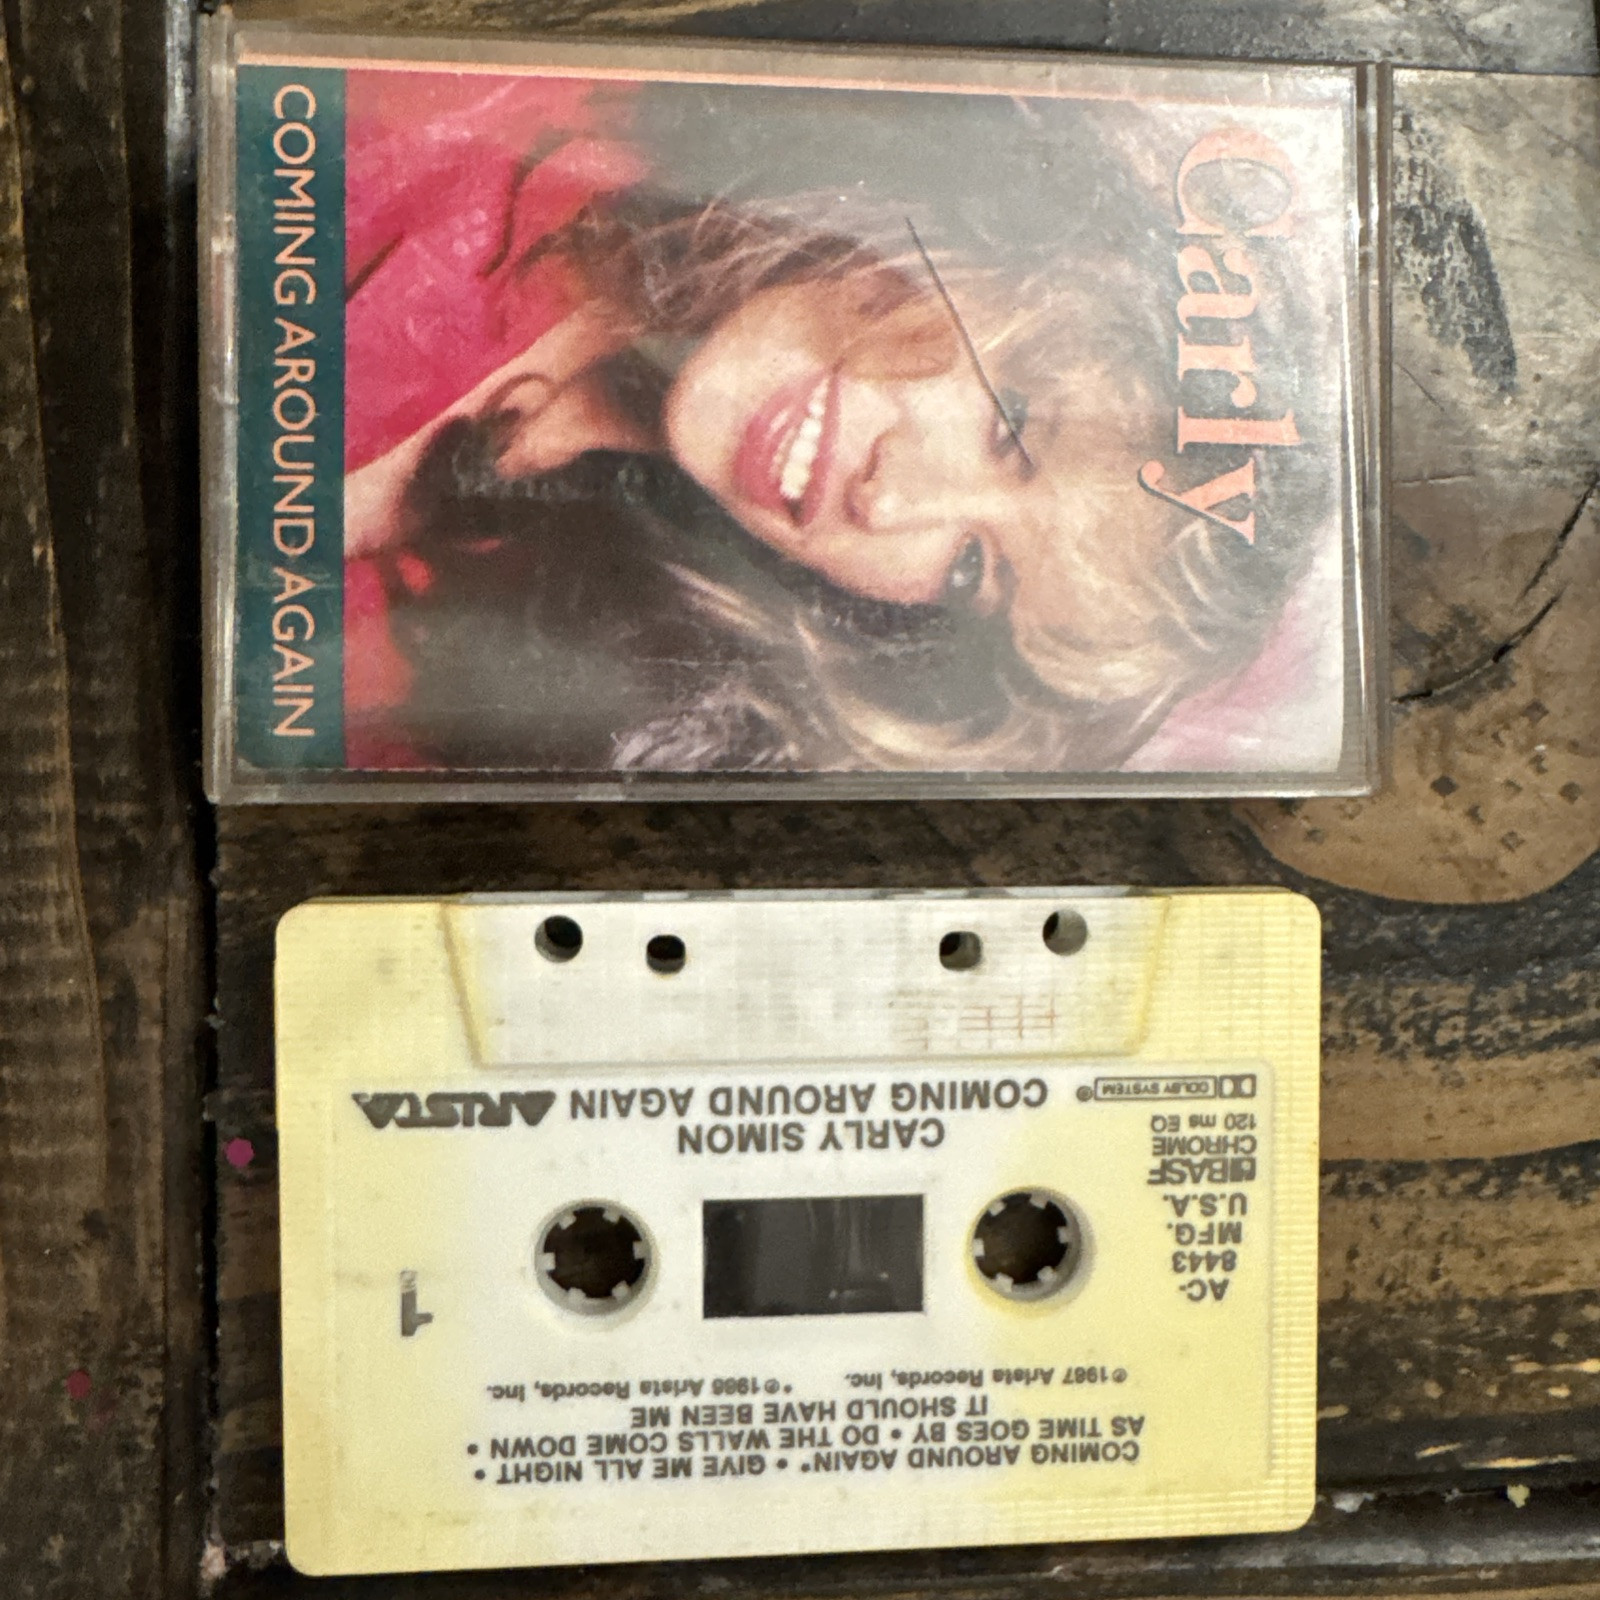 Carly
COMING AROUND AGAIN
COMING AROUND AGAIN* • GIVE ME ALL NIGHT •
AS TIME GOES BY • DO THE WALLS COME DOWN •
IT SHOULD HAVE BEEN ME
℗1987 Arista Records, Inc. *℗1986 Arista Records, Inc.
1
AC-
8443
MFG.
U.S.A.
BASF
CHROME
120 ms EQ
DOLBY SYSTEM ®
CARLY SIMON
COMING AROUND AGAIN ARISTA